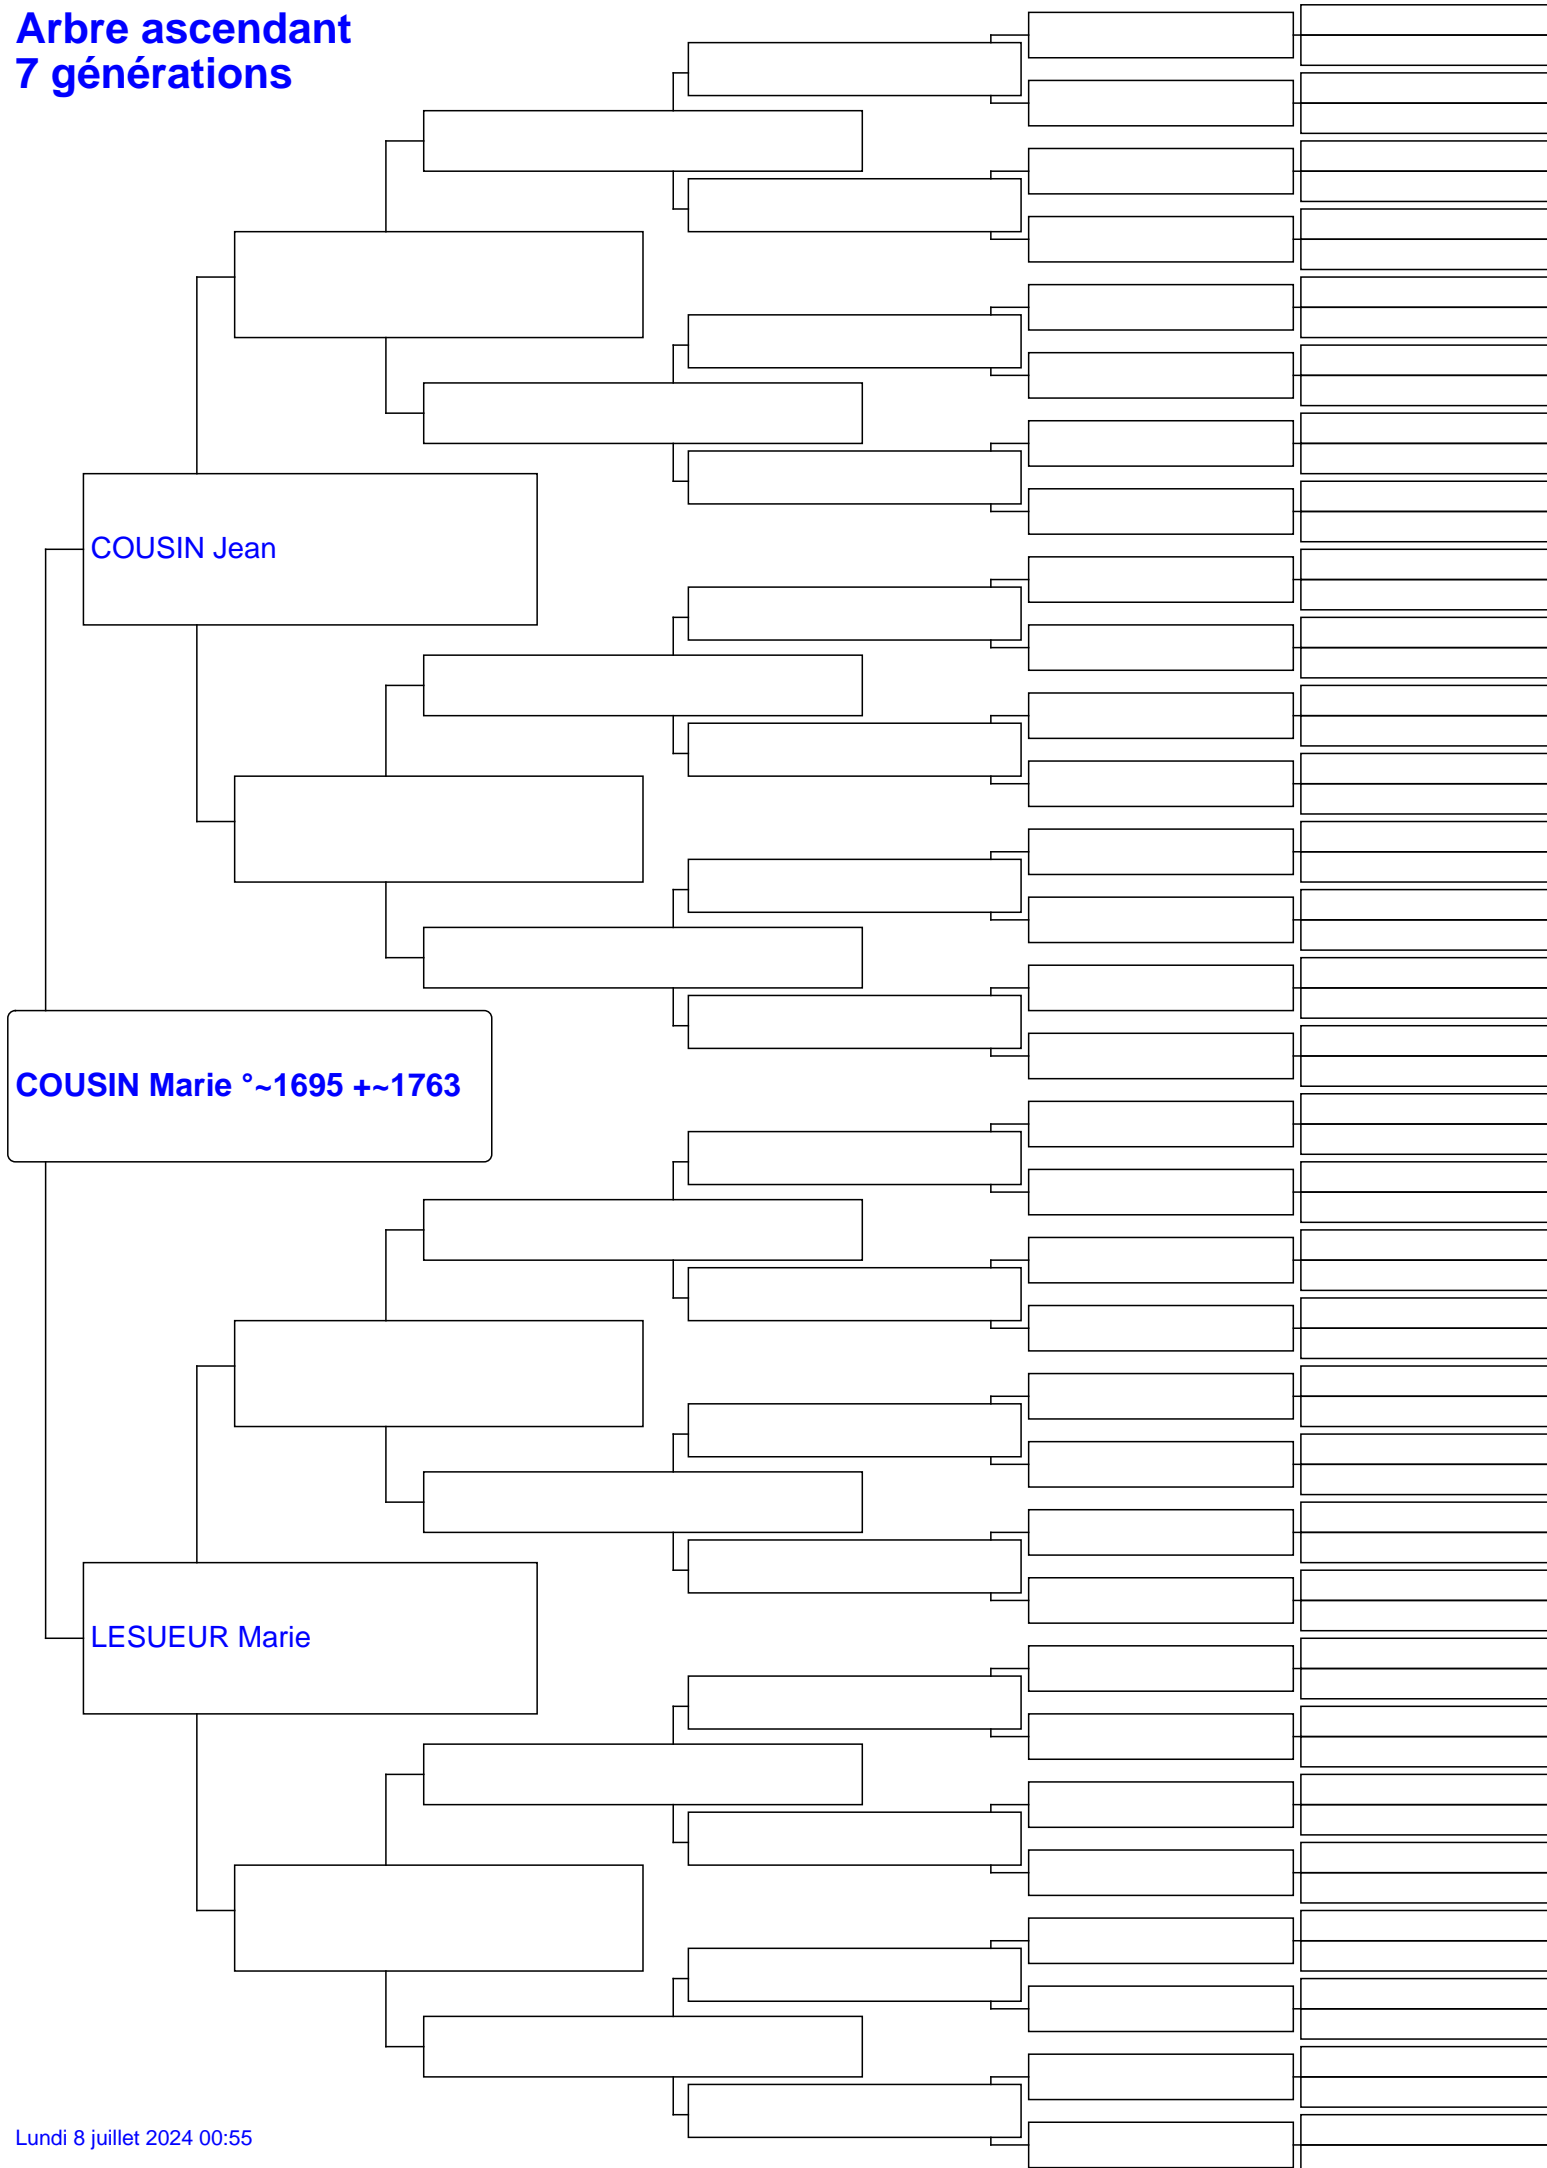 Arbre ascendant
7 générations
COUSIN Jean
COUSIN Marie °~1695 +~1763
LESUEUR Marie
Lundi 8 juillet 2024 00:55